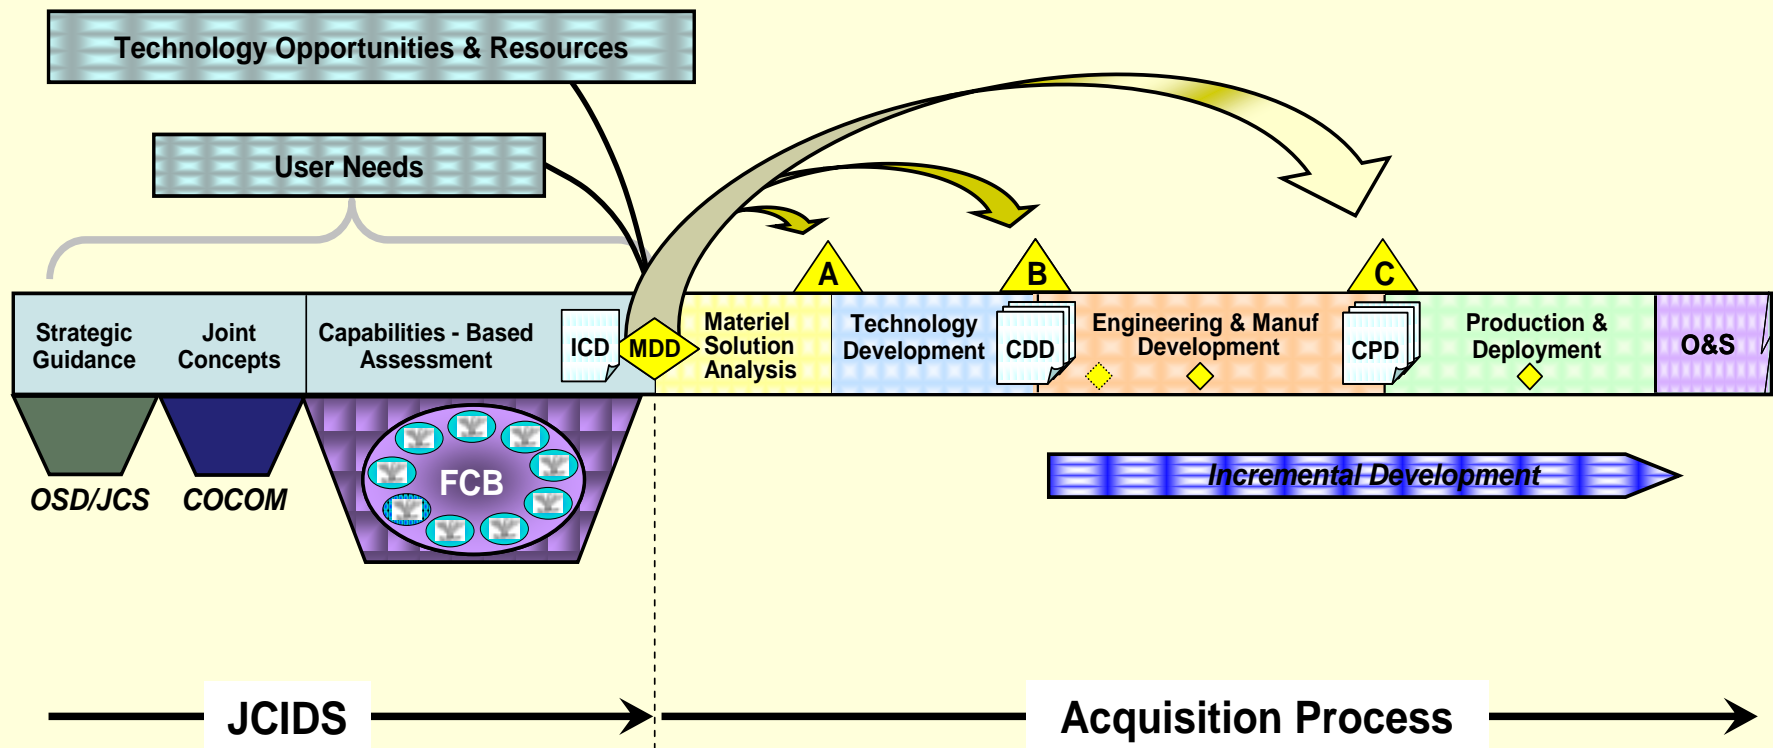 Technology Opportunities & Resources
User Needs
A
B
C
Strategic
Guidance
Joint
Concepts
Capabilities - Based
Assessment
ICD
MDD
Materiel
Solution
Analysis
Technology
Development
CDD
Engineering & Manuf
Development
CPD
Production &
Deployment
O&S
OSD/JCS
COCOM
FCB
Incremental Development
JCIDS
Acquisition Process